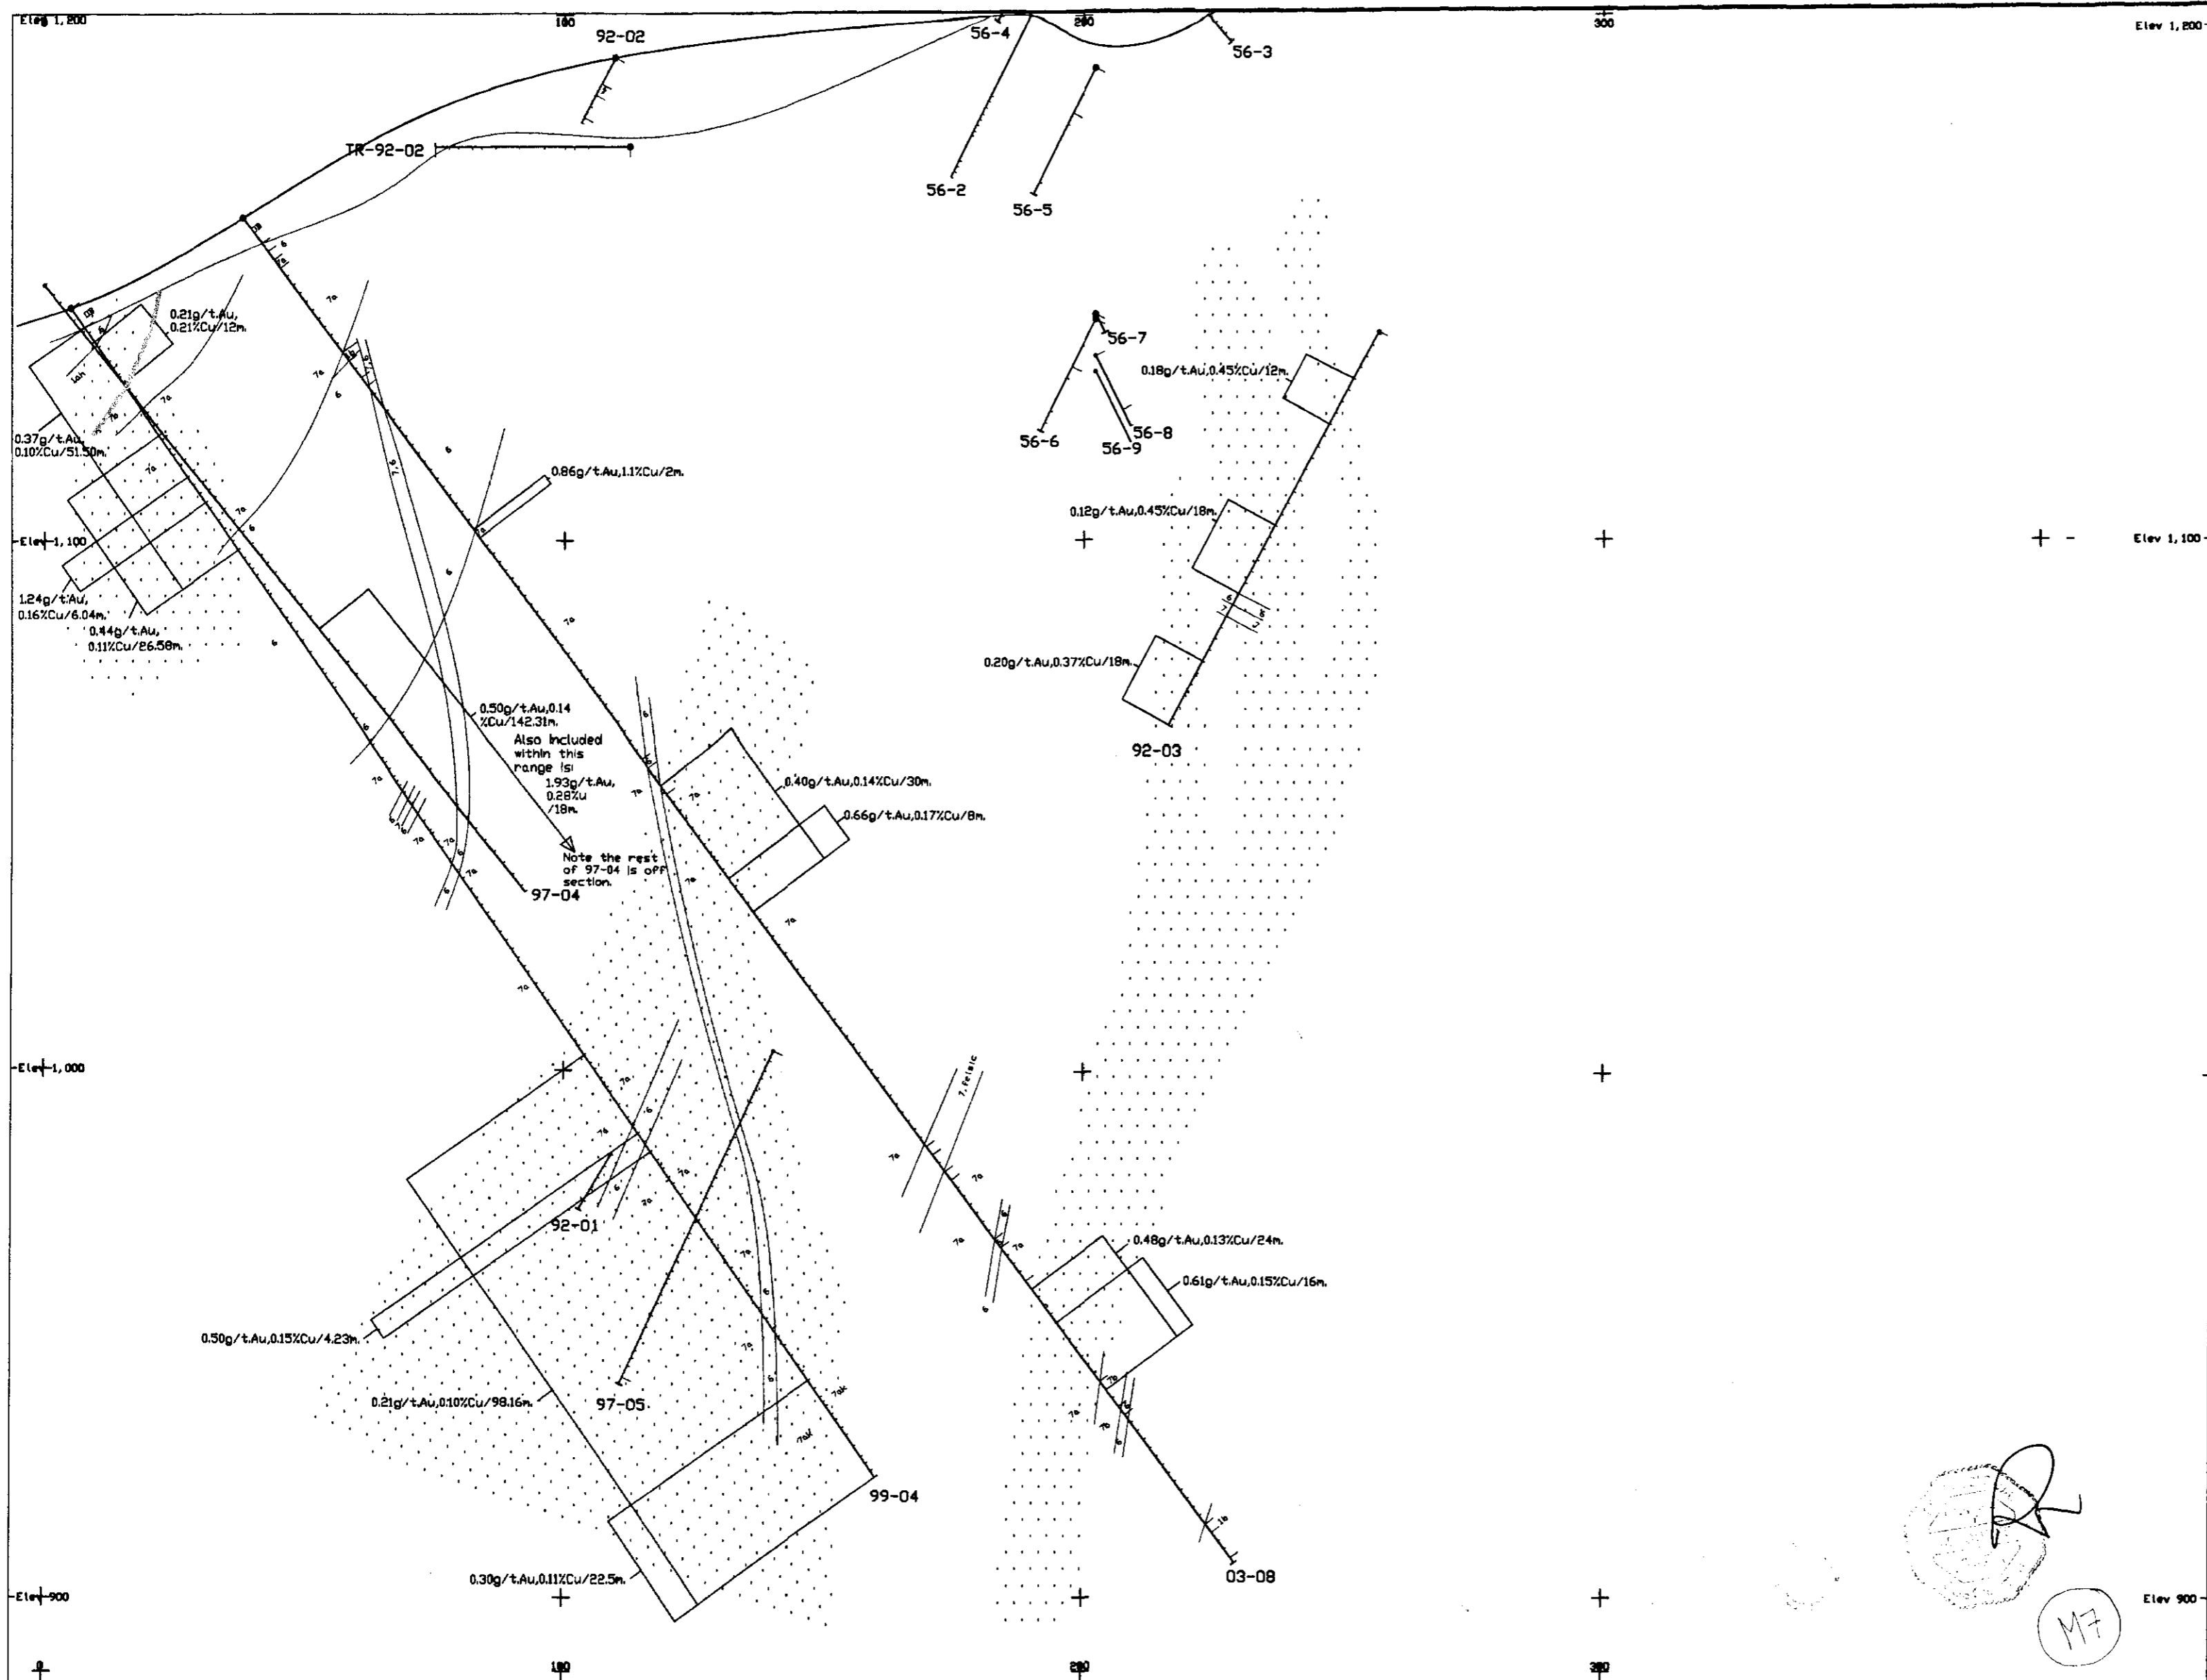 Elev 1,200
100
200
300
Elev 1,200
92-02
56-4
56-3
TR-92-02
56-2
56-5
0.21g/t.Au,
0.21%Cu/12m.
56-7
0.18g/t.Au,0.45%Cu/12m.
56-6
56-8
56-9
0.37g/t.Au,
0.10%Cu/51.50m.
0.86g/t.Au,1.1%Cu/2m.
0.12g/t.Au,0.45%Cu/18m.
Elev 1,100
Elev 1,100
1.24g/t.Au,
0.16%Cu/6.04m.
0.44g/t.Au,
0.11%Cu/26.58m.
0.20g/t.Au,0.37%Cu/18m.
0.50g/t.Au,0.14
%Cu/142.31m.
Also included
within this
range is:
1.93g/t.Au,
0.28%u
/18m.
92-03
0.40g/t.Au,0.14%Cu/30m.
0.66g/t.Au,0.17%Cu/8m.
Note the rest
of 97-04 is off
section.
97-04
Elev 1,000
7,felsic
92-01
0.48g/t.Au,0.13%Cu/24m.
0.61g/t.Au,0.15%Cu/16m.
0.50g/t.Au,0.15%Cu/4.23m.
0.21g/t.Au,0.10%Cu/98.16m.
97-05
7ak
7ak
99-04
0.30g/t.Au,0.11%Cu/22.5m.
03-08
Elev 900
Elev 900
M7
0
100
200
300